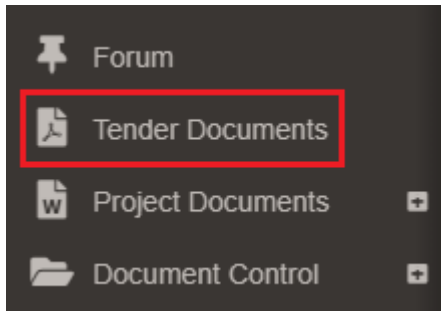 Forum
Tender Documents
Project Documents
Document Control